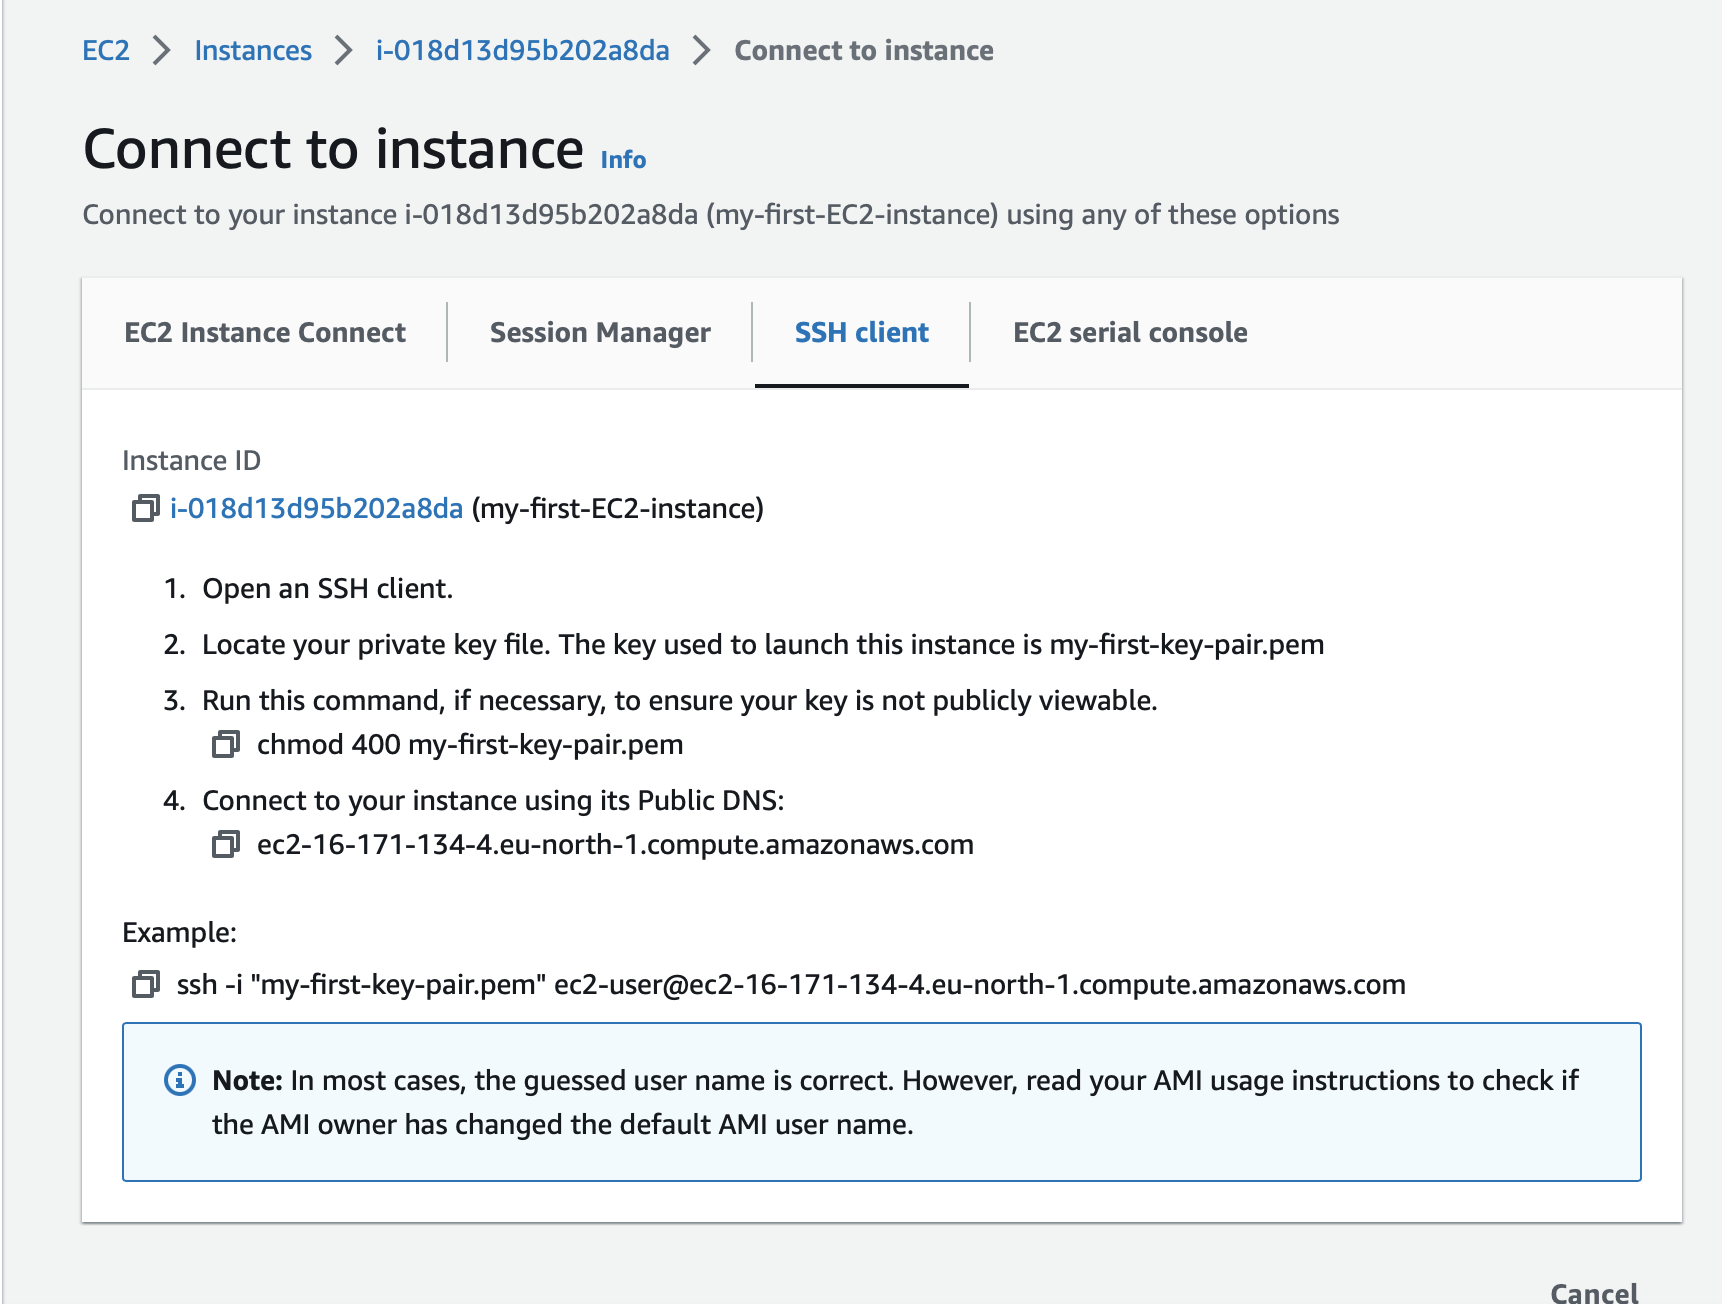 EC2 > Instances > i-018d13d95b202a8da > Connect to instance
Connect to instance Info
Connect to your instance i-018d13d95b202a8da (my-first-EC2-instance) using any of these options
EC2 Instance Connect
Session Manager
SSH client
EC2 serial console
Instance ID
i-018d13d95b202a8da (my-first-EC2-instance)
1. Open an SSH client.
2. Locate your private key file. The key used to launch this instance is my-first-key-pair.pem
3. Run this command, if necessary, to ensure your key is not publicly viewable.
chmod 400 my-first-key-pair.pem
4. Connect to your instance using its Public DNS:
ec2-16-171-134-4.eu-north-1.compute.amazonaws.com
Example:
ssh -i "my-first-key-pair.pem" ec2-user@ec2-16-171-134-4.eu-north-1.compute.amazonaws.com
Note: In most cases, the guessed user name is correct. However, read your AMI usage instructions to check if
the AMI owner has changed the default AMI user name.
Cancel